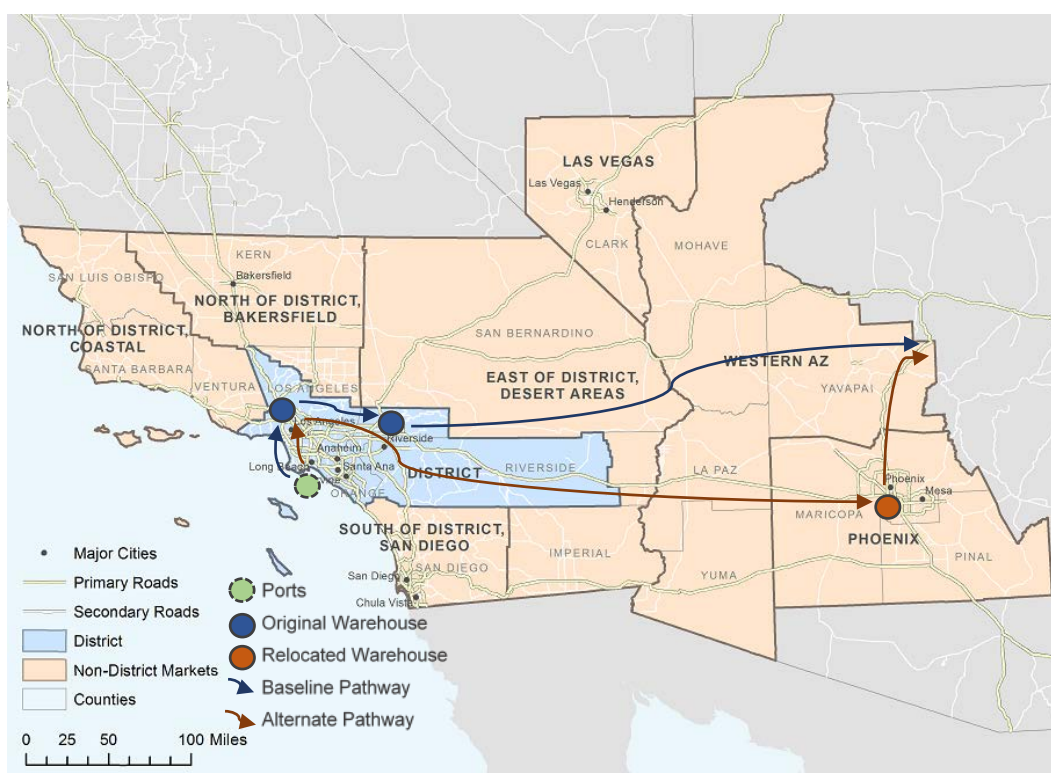 LAS VEGAS
Las Vegas
Henderson
CLARK
MOHAVE
KERN
SAN LUIS OBISPO
Bakersfield
NORTH OF DISTRICT,
BAKERSFIELD
NORTH OF DISTRICT,
COASTAL
SAN BERNARDINO
SANTA BARBARA
VENTURA
LOS ANGELES
EAST OF DISTRICT,
DESERT AREAS
WESTERN AZ
YAVAPAI
Los Angeles
Riverside
Anaheim
Long Beach
Santa Ana
DISTRICT
RIVERSIDE
LA PAZ
ORANGE
Phoenix
Mesa
MARICOPA
PHOENIX
SOUTH OF DISTRICT,
SAN DIEGO
IMPERIAL
PINAL
SAN DIEGO
San Diego
YUMA
Chula Vista
Major Cities
Primary Roads
Secondary Roads
District
Non-District Markets
Counties
Ports
Original Warehouse
Relocated Warehouse
Baseline Pathway
Alternate Pathway
0 25 50 100 Miles